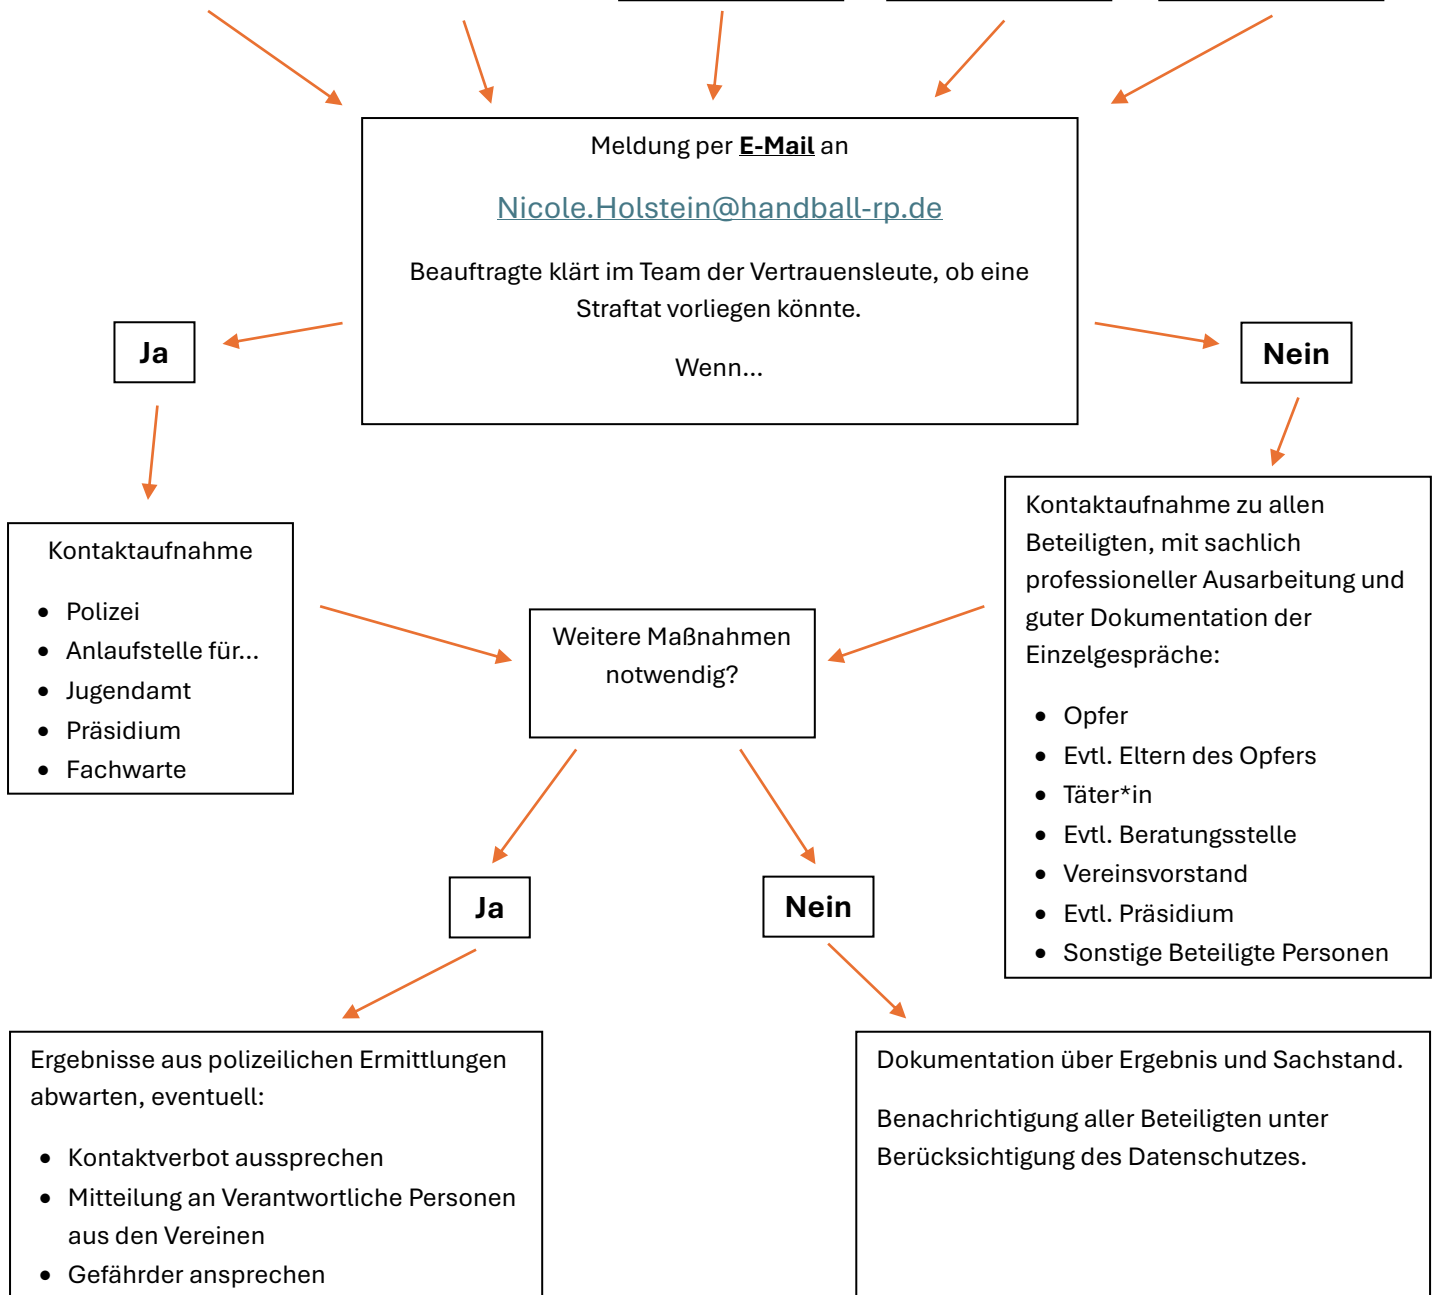 Meldung per E-Mail an
Nicole.Holstein@handball-rp.de
Beauftragte klärt im Team der Vertrauensleute, ob eine
Straftat vorliegen könnte.
Wenn...
Ja
Nein
Kontaktaufnahme
• Polizei
• Anlaufstelle für...
• Jugendamt
• Präsidium
• Fachwarte
Kontaktaufnahme zu allen
Beteiligten, mit sachlich
professioneller Ausarbeitung und
guter Dokumentation der
Einzelgespräche:
• Opfer
• Evtl. Eltern des Opfers
• Täter*in
• Evtl. Beratungsstelle
• Vereinsvorstand
• Evtl. Präsidium
• Sonstige Beteiligte Personen
Weitere Maßnahmen
notwendig?
Ja
Nein
Ergebnisse aus polizeilichen Ermittlungen
abwarten, eventuell:
• Kontaktverbot aussprechen
• Mitteilung an Verantwortliche Personen
aus den Vereinen
• Gefährder ansprechen
Dokumentation über Ergebnis und Sachstand.
Benachrichtigung aller Beteiligten unter
Berücksichtigung des Datenschutzes.